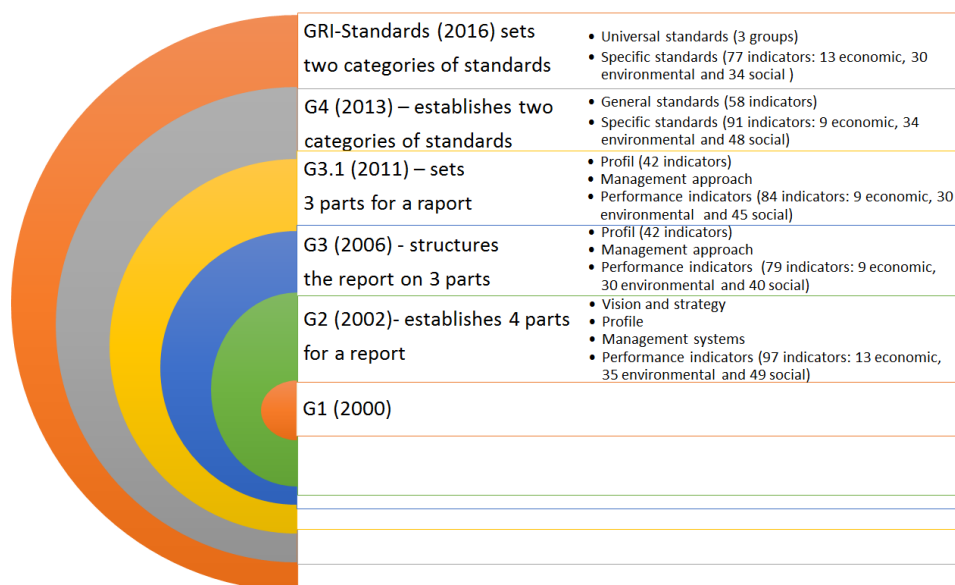 GRI-Standards (2016) sets
two categories of standards
• Universal standards (3 groups)
• Specific standards (77 indicators: 13 economic, 30
environmental and 34 social )
G4 (2013) – establishes two
categories of standards
• General standards (58 indicators)
• Specific standards (91 indicators: 9 economic, 34
environmental and 48 social)
G3.1 (2011) – sets
3 parts for a raport
• Profil (42 indicators)
• Management approach
• Performance indicators (84 indicators: 9 economic, 30
environmental and 45 social)
G3 (2006) - structures
the report on 3 parts
• Profil (42 indicators)
• Management approach
• Performance indicators (79 indicators: 9 economic,
30 environmental and 40 social)
G2 (2002)- establishes 4 parts
for a report
• Vision and strategy
• Profile
• Management systems
• Performance indicators (97 indicators: 13 economic,
35 environmental and 49 social)
G1 (2000)